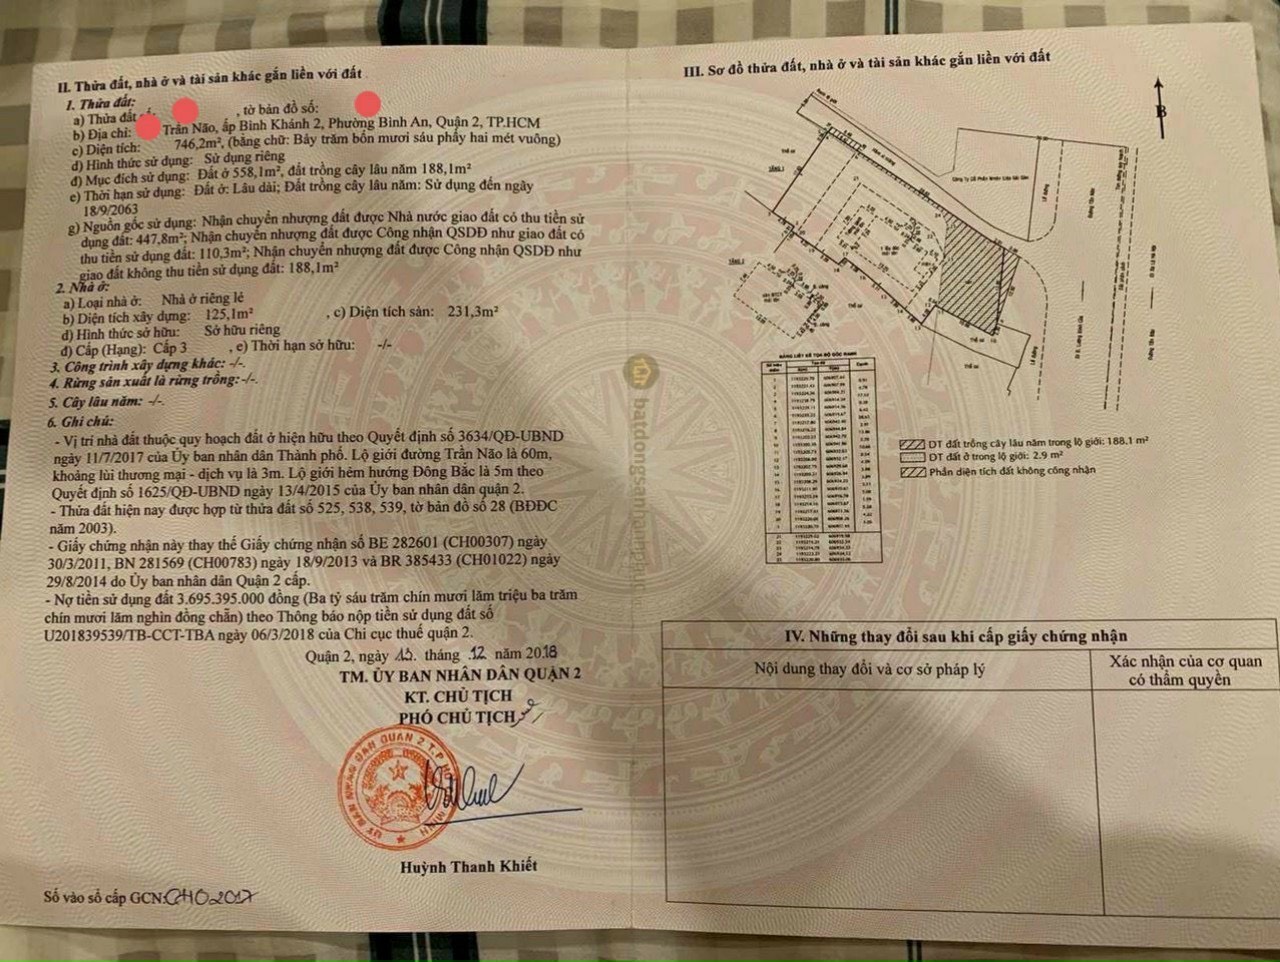 II. Thửa đất, nhà ở và tài sản khác gắn liền với đất
1. Thửa đất:
a) Thửa đất , tờ bản đồ số:
b) Địa chỉ: Trần Não, ấp Bình Khánh 2, Phường Bình An, Quận 2, TP.HCM
c) Diện tích: 746,2m², (bằng chữ: Bảy trăm bốn mươi sáu phẩy hai mét vuông)
d) Hình thức sử dụng: Sử dụng riêng
đ) Mục đích sử dụng: Đất ở 558,1m², đất trồng cây lâu năm 188,1m²
e) Thời hạn sử dụng: Đất ở: Lâu dài; Đất trồng cây lâu năm: Sử dụng đến ngày
18/9/2063
g) Nguồn gốc sử dụng: Nhận chuyển nhượng đất được Nhà nước giao đất có thu tiền sử
dụng đất: 447,8m²; Nhận chuyển nhượng đất được Công nhận QSDĐ như giao đất có
thu tiền sử dụng đất: 110,3m²; Nhận chuyển nhượng đất được Công nhận QSDĐ như
giao đất không thu tiền sử dụng đất: 188,1m²
2. Nhà ở:
a) Loại nhà ở: Nhà ở riêng lẻ
b) Diện tích xây dựng: 125,1m² , c) Diện tích sàn: 231,3m²
d) Hình thức sở hữu: Sở hữu riêng
đ) Cấp (Hạng): Cấp 3 , e) Thời hạn sở hữu: -/-
3. Công trình xây dựng khác: -/-.
4. Rừng sản xuất là rừng trồng:-/-.
5. Cây lâu năm: -/-.
6. Ghi chú:
- Vị trí nhà đất thuộc quy hoạch đất ở hiện hữu theo Quyết định số 3634/QĐ-UBND
ngày 11/7/2017 của Ủy ban nhân dân Thành phố. Lộ giới đường Trần Não là 60m,
khoảng lùi thương mại - dịch vụ là 3m. Lộ giới hẻm hướng Đông Bắc là 5m theo
Quyết định số 1625/QĐ-UBND ngày 13/4/2015 của Ủy ban nhân dân quận 2.
- Thửa đất hiện nay được hợp từ thửa đất số 525, 538, 539, tờ bản đồ số 28 (BĐĐC
năm 2003).
- Giấy chứng nhận này thay thế Giấy chứng nhận số BE 282601 (CH00307) ngày
30/3/2011, BN 281569 (CH00783) ngày 18/9/2013 và BR 385433 (CH01022) ngày
29/8/2014 do Ủy ban nhân dân Quận 2 cấp.
- Nợ tiền sử dụng đất 3.695.395.000 đồng (Ba tỷ sáu trăm chín mươi lăm triệu ba trăm
chín mươi lăm nghìn đồng chẵn) theo Thông báo nộp tiền sử dụng đất số
U201839539/TB-CCT-TBA ngày 06/3/2018 của Chi cục thuế quận 2.
Quận 2, ngày 13. tháng .12 năm 2018
TM. ỦY BAN NHÂN DÂN QUẬN 2
KT. CHỦ TỊCH
PHÓ CHỦ TỊCH
Huỳnh Thanh Khiết
Số vào sổ cấp GCN:CH02017
III. Sơ đồ thửa đất, nhà ở và tài sản khác gắn liền với đất
B
BẢNG LIỆT KÊ TỌA ĐỘ GÓC RANH
DT đất trồng cây lâu năm trong lộ giới: 188.1 m²
DT đất ở trong lộ giới: 2.9 m²
Phần diện tích đất không công nhận
batdongsanhangdau
IV. Những thay đổi sau khi cấp giấy chứng nhận
Nội dung thay đổi và cơ sở pháp lý
Xác nhận của cơ quan
có thẩm quyền